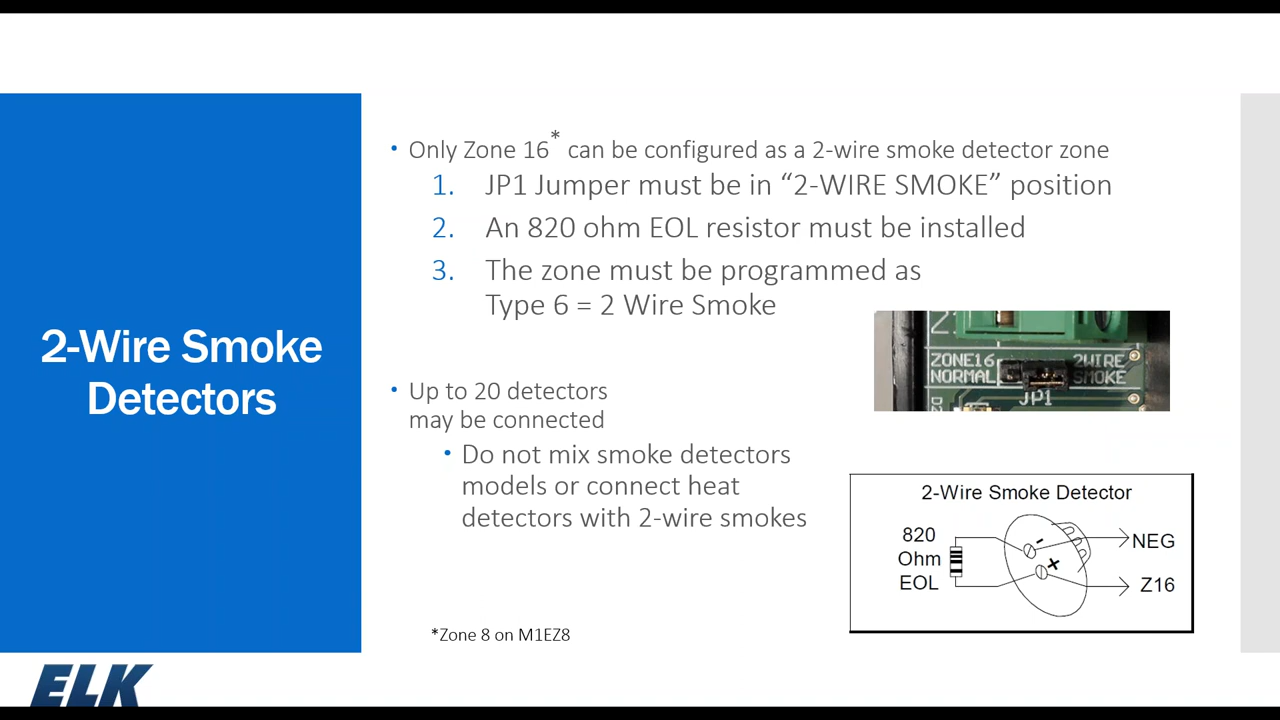 2-Wire Smoke
Detectors
• Only Zone 16* can be configured as a 2-wire smoke detector zone
1. JP1 Jumper must be in “2-WIRE SMOKE” position
2. An 820 ohm EOL resistor must be installed
3. The zone must be programmed as
Type 6 = 2 Wire Smoke
• Up to 20 detectors
may be connected
• Do not mix smoke detectors
models or connect heat
detectors with 2-wire smokes
*Zone 8 on M1EZ8
ZONE16 2WIRE
NORMAL SMOKE
JP1
2-Wire Smoke Detector
820
Ohm
EOL
- NEG
+ Z16
ELK